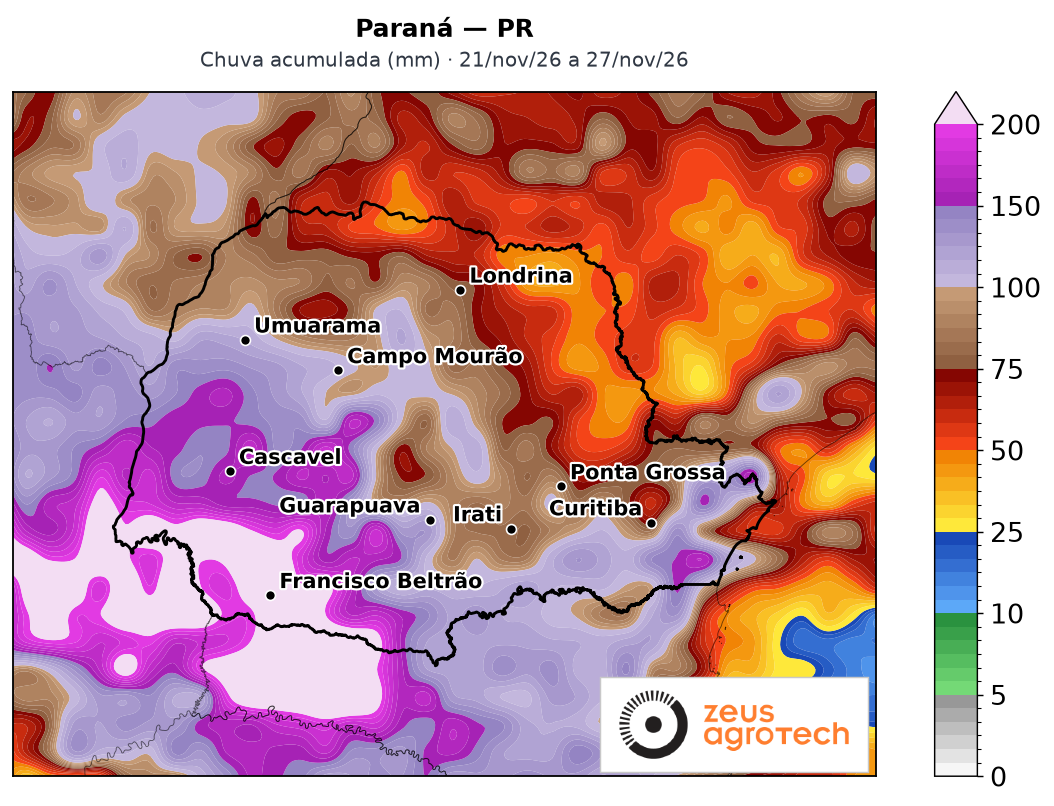 Paraná — PR
Chuva acumulada (mm) · 21/nov/26 a 27/nov/26
Londrina
Umuarama
Campo Mourão
Cascavel
Ponta Grossa
Guarapuava
Irati
Curitiba
Francisco Beltrão
zeus
agrotech
200
150
100
75
50
25
10
5
0